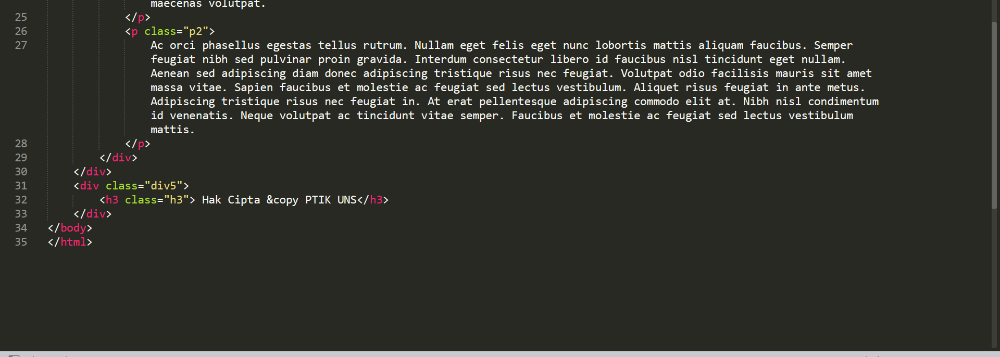 maecenas volutpat.
25 </p>
26 <p class="p2">
27 Ac orci phasellus egestas tellus rutrum. Nullam eget felis eget nunc lobortis mattis aliquam faucibus. Semper
feugiat nibh sed pulvinar proin gravida. Interdum consectetur libero id faucibus nisl tincidunt eget nullam.
Aenean sed adipiscing diam donec adipiscing tristique risus nec feugiat. Volutpat odio facilisis mauris sit amet
massa vitae. Sapien faucibus et molestie ac feugiat sed lectus vestibulum. Aliquet risus feugiat in ante metus.
Adipiscing tristique risus nec feugiat in. At erat pellentesque adipiscing commodo elit at. Nibh nisl condimentum
id venenatis. Neque volutpat ac tincidunt vitae semper. Faucibus et molestie ac feugiat sed lectus vestibulum
mattis.
28 </p>
29 </div>
30 </div>
31 <div class="div5">
32 <h3 class="h3"> Hak Cipta &copy PTIK UNS</h3>
33 </div>
34 </body>
35 </html>